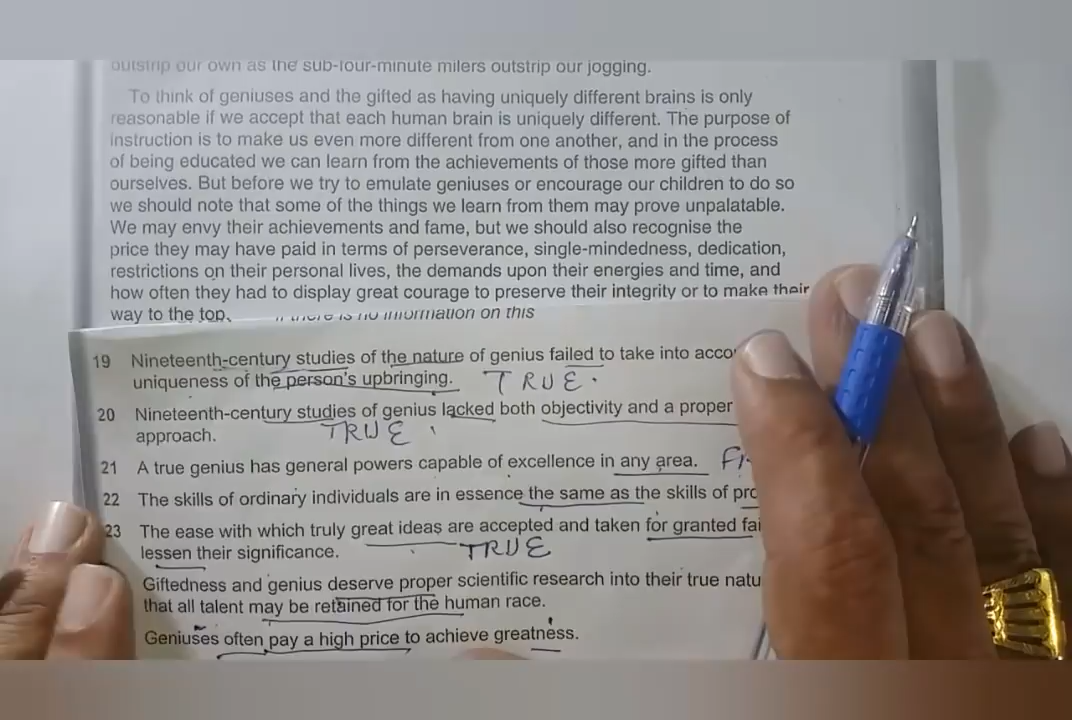 outstrip our own as the sub-four-minute milers outstrip our jogging.
To think of geniuses and the gifted as having uniquely different brains is only
reasonable if we accept that each human brain is uniquely different. The purpose of
instruction is to make us even more different from one another, and in the process
of being educated we can learn from the achievements of those more gifted than
ourselves. But before we try to emulate geniuses or encourage our children to do so
we should note that some of the things we learn from them may prove unpalatable.
We may envy their achievements and fame, but we should also recognise the
price they may have paid in terms of perseverance, single-mindedness, dedication,
restrictions on their personal lives, the demands upon their energies and time, and
how often they had to display great courage to preserve their integrity or to make their
way to the top.
if there is no information on this
19 Nineteenth-century studies of the nature of genius failed to take into acco
uniqueness of the person's upbringing. TRUE.
20 Nineteenth-century studies of genius lacked both objectivity and a proper
approach. TRUE
21 A true genius has general powers capable of excellence in any area.
22 The skills of ordinary individuals are in essence the same as the skills of pro
23 The ease with which truly great ideas are accepted and taken for granted fai
lessen their significance. TRUE
Giftedness and genius deserve proper scientific research into their true natu
that all talent may be retained for the human race.
Geniuses often pay a high price to achieve greatness.